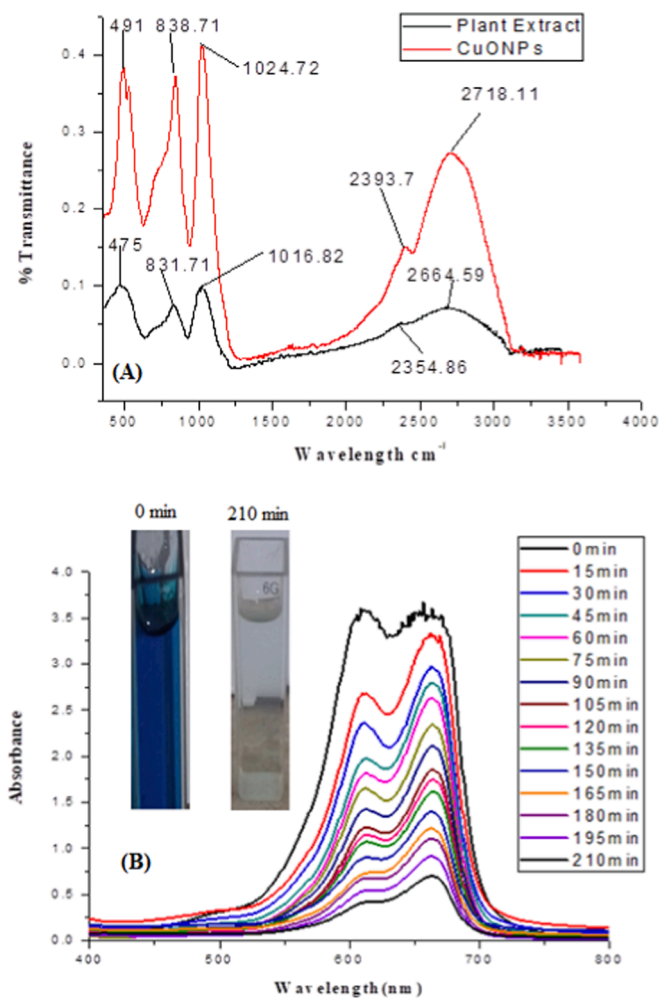 Plant Extract
CuONPs
491
838.71
1024.72
2718.11
2393.7
475
831.71
1016.82
2664.59
2354.86
% Transmittance
0.4
0.3
0.2
0.1
0.0
(A)
500 1000 1500 2000 2500 3000 3500 4000
Wavelength cm-1
0 min 210 min
6G
0min
15min
30min
45min
60min
75min
90min
105min
120min
135min
150min
165min
180min
195min
210min
Absorbance
4.0
3.5
3.0
2.5
2.0
1.5
1.0
0.5
0.0
(B)
400 500 600 700 800
Wavelength(nm)